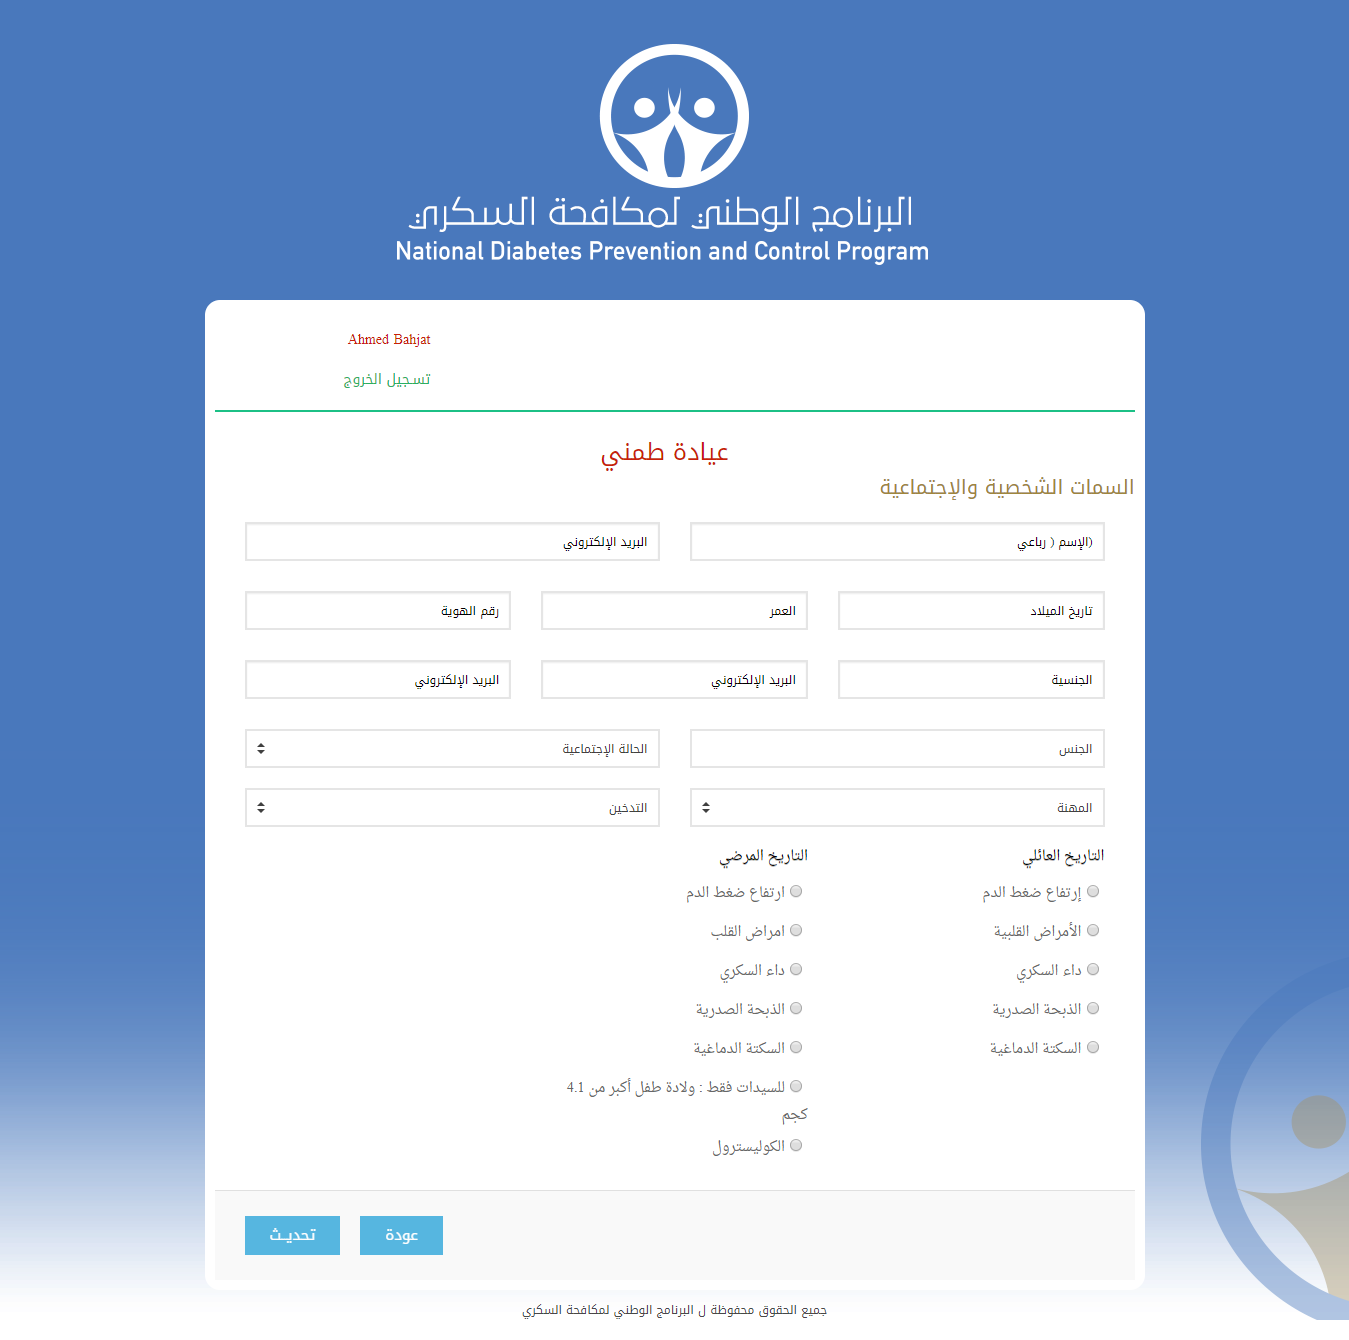 البرنامج الوطني لمكافحة السكري
National Diabetes Prevention and Control Program
Ahmed Bahjat
تسجيل الخروج
عيادة طمني
السمات الشخصية والإجتماعية
(الإسم ( رباعي
البريد الإلكتروني
تاريخ الميلاد
العمر
رقم الهوية
الجنسية
البريد الإلكتروني
البريد الإلكتروني
الجنس
الحالة الإجتماعية
المهنة
التدخين
التاريخ العائلي
إرتفاع ضغط الدم
الأمراض القلبية
داء السكري
الذبحة الصدرية
السكتة الدماغية
التاريخ المرضي
ارتفاع ضغط الدم
امراض القلب
داء السكري
الذبحة الصدرية
السكتة الدماغية
للسيدات فقط : ولادة طفل أكبر من 4.1
كجم
الكوليسترول
عودة
تحديـث
جميع الحقوق محفوظة ل البرنامج الوطني لمكافحة السكري